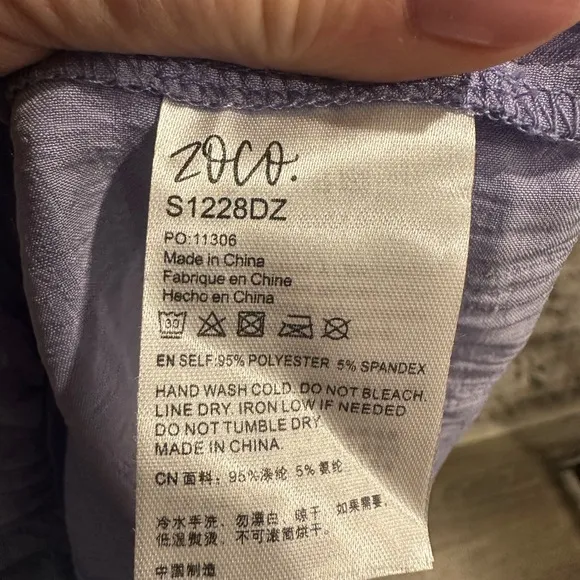 ZOCO.
S1228DZ
PO:11306
Made in China
Fabrique en Chine
Hecho en China
30
EN SELF:95% POLYESTER 5% SPANDEX
HAND WASH COLD. DO NOT BLEACH.
LINE DRY. IRON LOW IF NEEDED
DO NOT TUMBLE DRY
MADE IN CHINA.
CN 面料: 95%涤纶 5% 氨纶
冷水手洗, 勿漂白 晾干 如果需要,
低温熨烫, 不可滚筒烘干.
中國制造